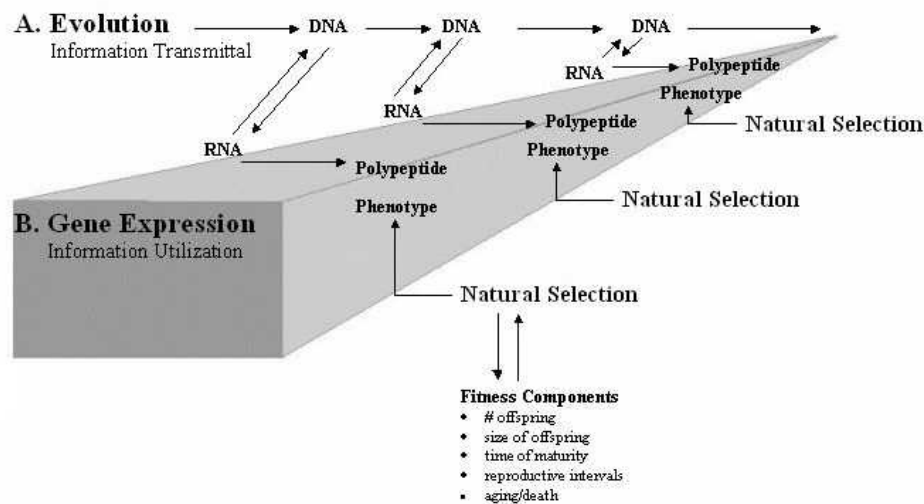 A. Evolution
Information Transmittal
DNA
DNA
DNA
RNA
Polypeptide
Phenotype
Natural Selection
RNA
Polypeptide
Phenotype
Natural Selection
RNA
Polypeptide
Phenotype
B. Gene Expression
Information Utilization
Natural Selection
Fitness Components
• # offspring
• size of offspring
• time of maturity
• reproductive intervals
• aging/death